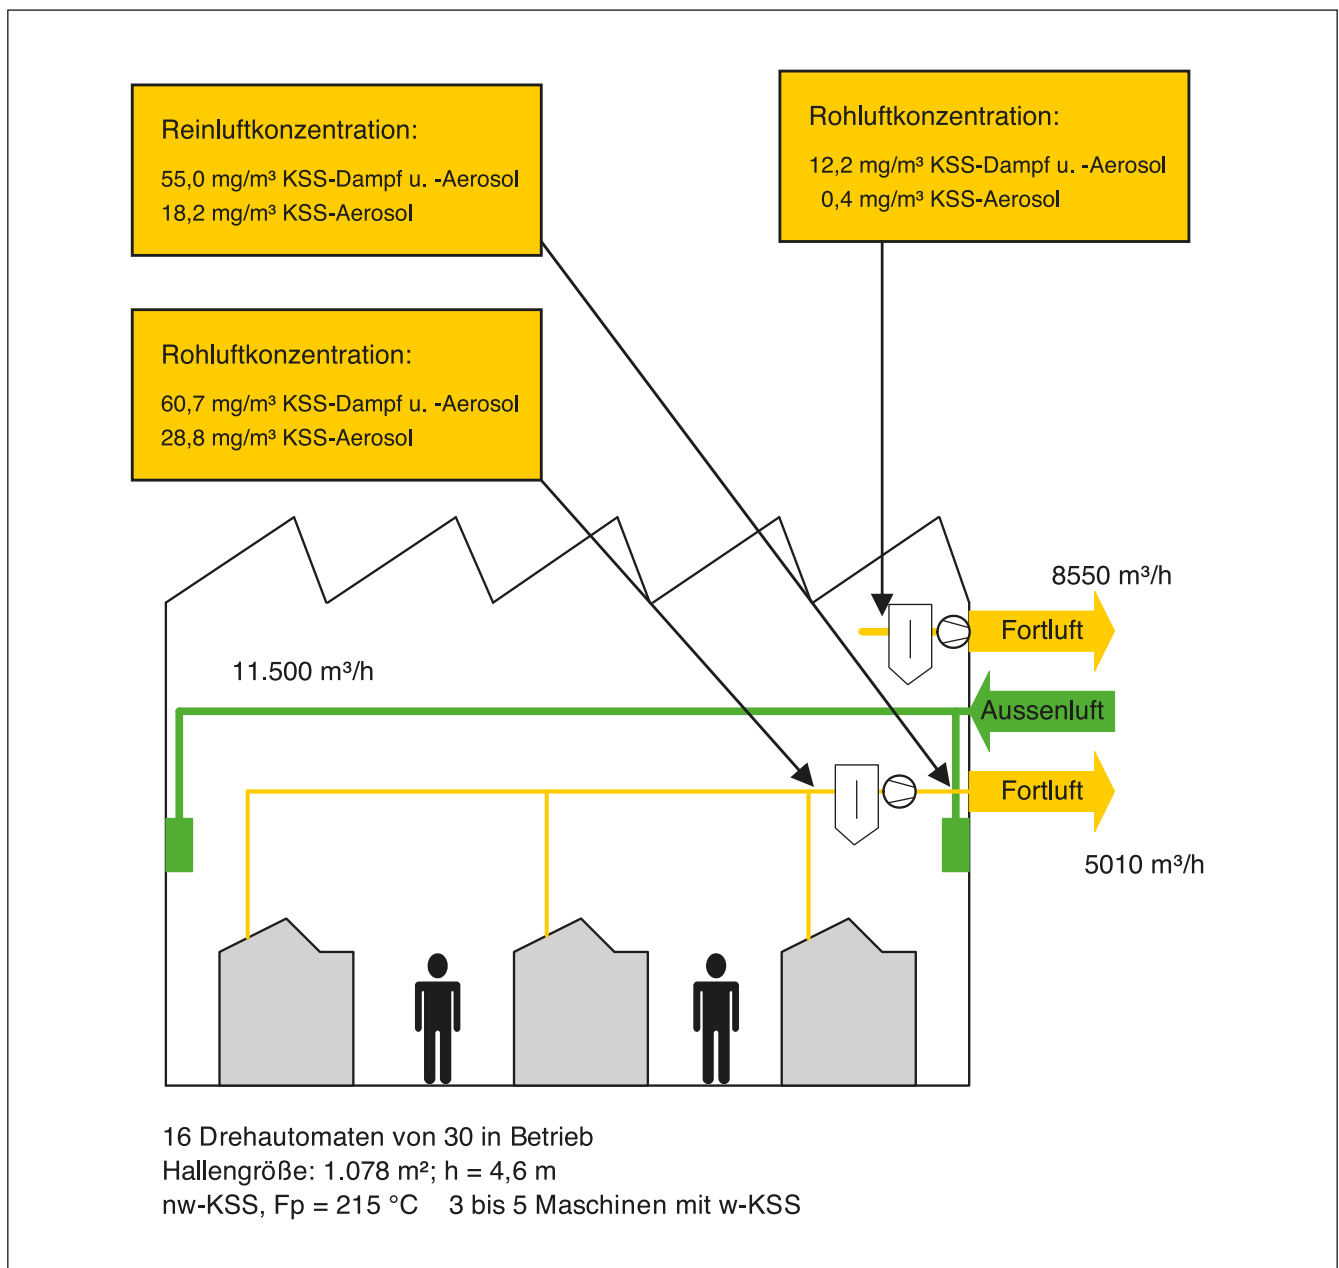 Reinluftkonzentration:
55,0 mg/m³ KSS-Dampf u. -Aerosol
18,2 mg/m³ KSS-Aerosol
Rohluftkonzentration:
12,2 mg/m³ KSS-Dampf u. -Aerosol
0,4 mg/m³ KSS-Aerosol
Rohluftkonzentration:
60,7 mg/m³ KSS-Dampf u. -Aerosol
28,8 mg/m³ KSS-Aerosol
8550 m³/h
Fortluft
11.500 m³/h
Aussenluft
Fortluft
5010 m³/h
16 Drehautomaten von 30 in Betrieb
Hallengröße: 1.078 m²; h = 4,6 m
nw-KSS, Fp = 215 °C 3 bis 5 Maschinen mit w-KSS